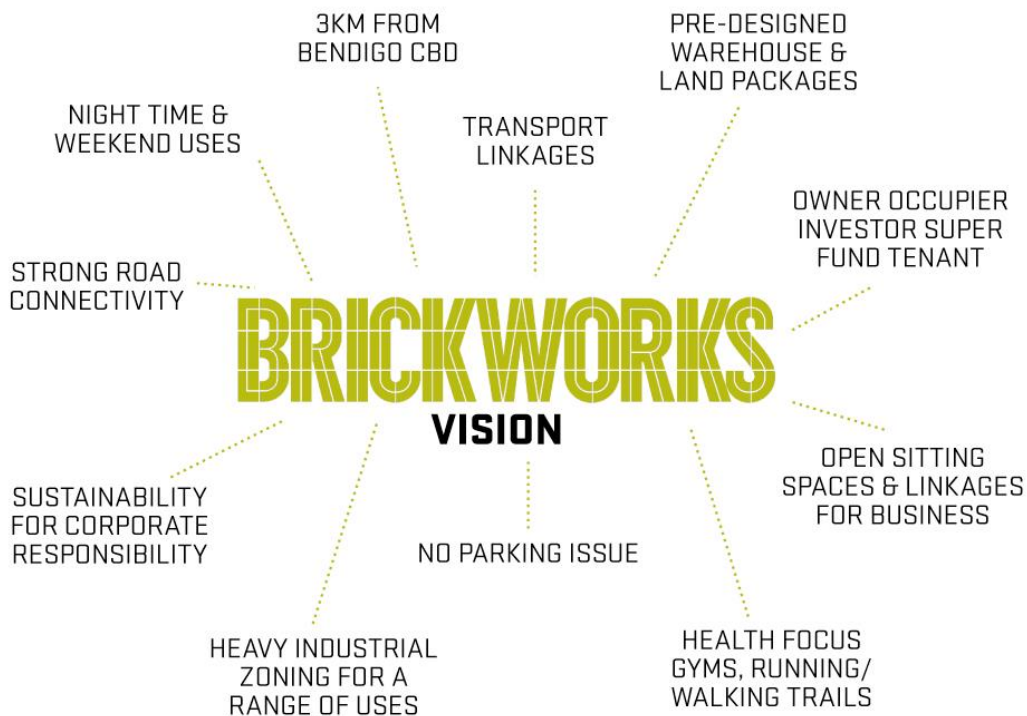 3KM FROM
BENDIGO CBD
PRE-DESIGNED
WAREHOUSE &
LAND PACKAGES
NIGHT TIME &
WEEKEND USES
TRANSPORT
LINKAGES
OWNER OCCUPIER
INVESTOR SUPER
FUND TENANT
STRONG ROAD
CONNECTIVITY
BRICKWORKS
VISION
OPEN SITTING
SPACES & LINKAGES
FOR BUSINESS
SUSTAINABILITY
FOR CORPORATE
RESPONSIBILITY
NO PARKING ISSUE
HEAVY INDUSTRIAL
ZONING FOR A
RANGE OF USES
HEALTH FOCUS
GYMS, RUNNING/
WALKING TRAILS